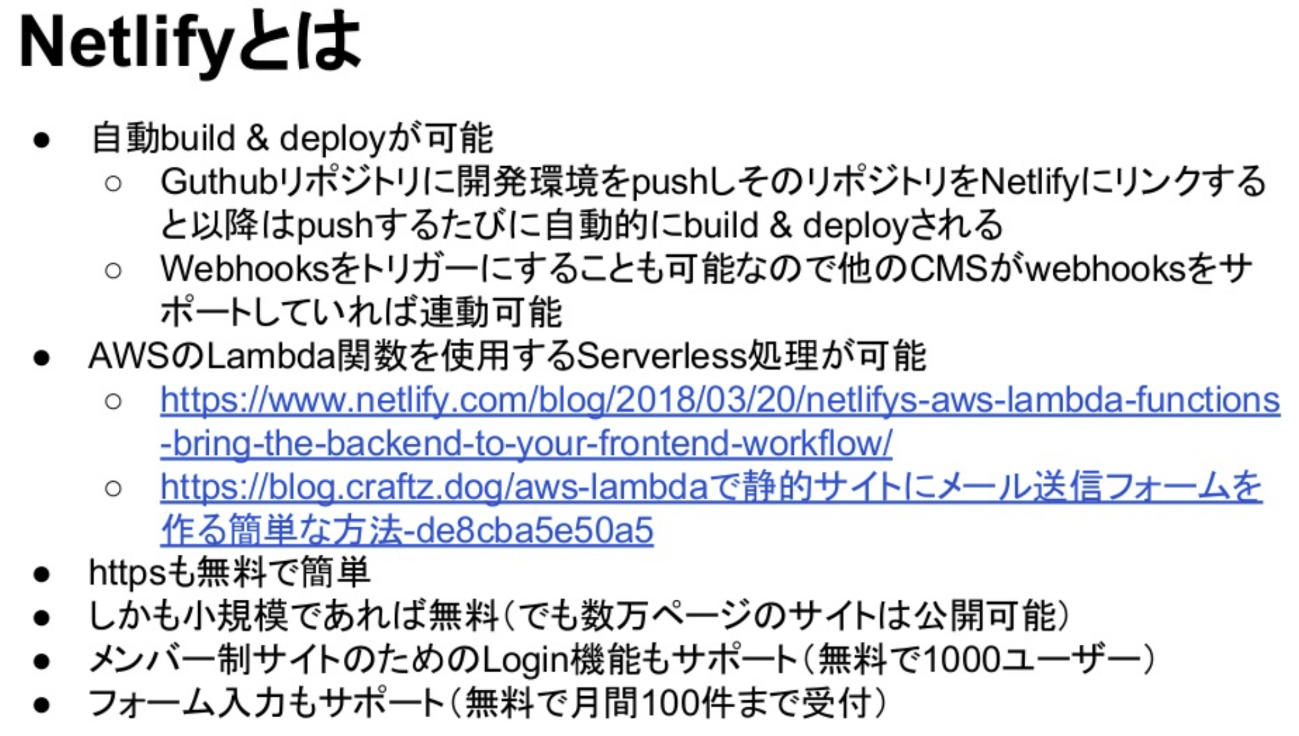 Netlifyとは
● 自動build & deployが可能
○ Guthubリポジトリに開発環境をpushしそのリポジトリをNetlifyにリンクする
と以降はpushするたびに自動的にbuild & deployされる
○ Webhooksをトリガーにすることも可能なので他のCMSがwebhooksをサ
ポートしていれば連動可能
● AWSのLambda関数を使用するServerless処理が可能
○ https://www.netlify.com/blog/2018/03/20/netlifys-aws-lambda-functions
-bring-the-backend-to-your-frontend-workflow/
○ https://blog.craftz.dog/aws-lambdaで静的サイトにメール送信フォームを
作る簡単な方法-de8cba5e50a5
● httpsも無料で簡単
● しかも小規模であれば無料（でも数万ページのサイトは公開可能）
● メンバー制サイトのためのLogin機能もサポート（無料で1000ユーザー）
● フォーム入力もサポート（無料で月間100件まで受付）